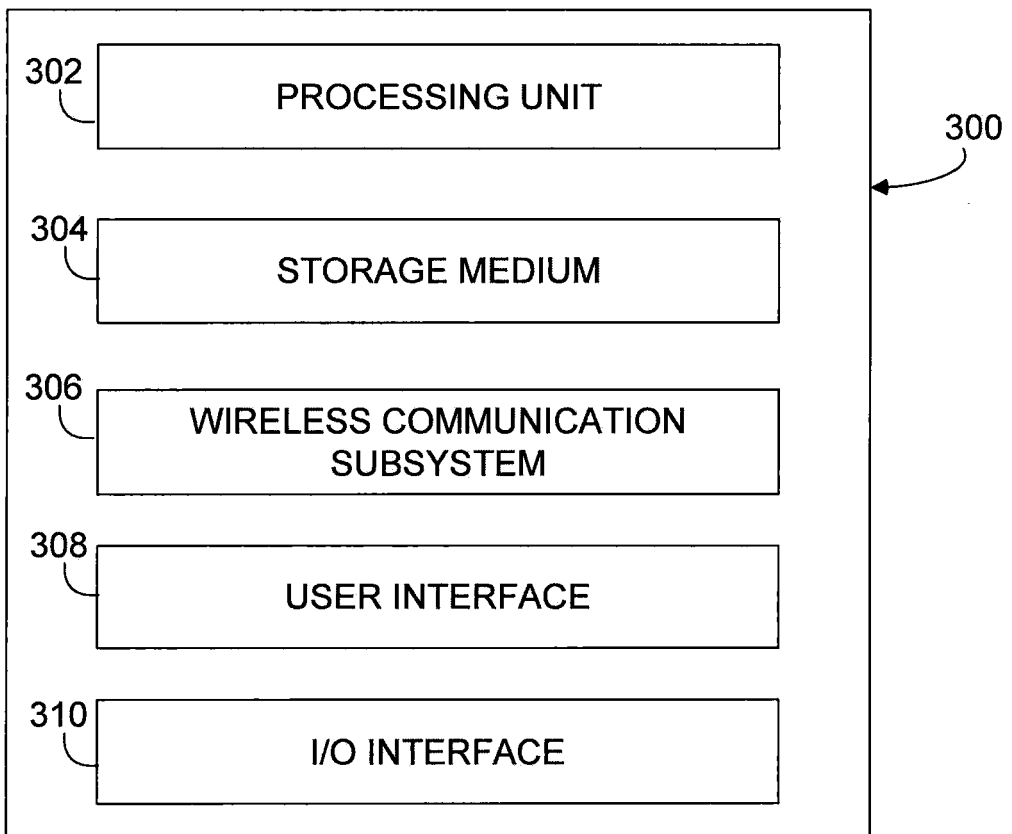 302
PROCESSING UNIT
300
304
STORAGE MEDIUM
306
WIRELESS COMMUNICATION
SUBSYSTEM
308
USER INTERFACE
310
I/O INTERFACE